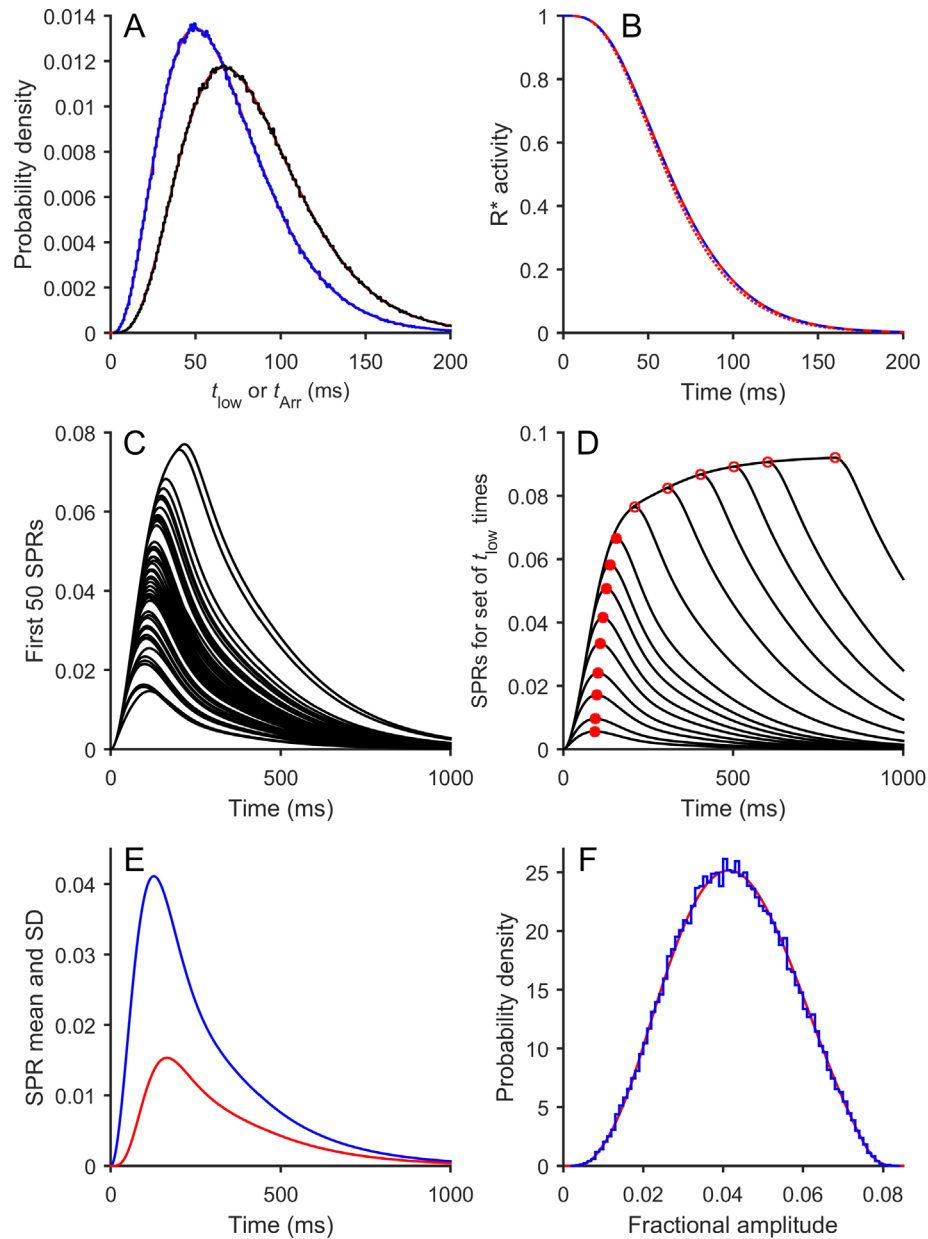 A
Probability density
0.014
0.012
0.01
0.008
0.006
0.004
0.002
0
0 50 100 150 200
t_low or t_Arr (ms)
B
R* activity
1
0.8
0.6
0.4
0.2
0
0 50 100 150 200
Time (ms)
C
First 50 SPRs
0.08
0.06
0.04
0.02
0
0 500 1000
Time (ms)
D
SPRs for set of t_low times
0.1
0.08
0.06
0.04
0.02
0
0 500 1000
Time (ms)
E
SPR mean and SD
0.04
0.03
0.02
0.01
0
0 500 1000
Time (ms)
F
Probability density
25
20
15
10
5
0
0 0.02 0.04 0.06 0.08
Fractional amplitude